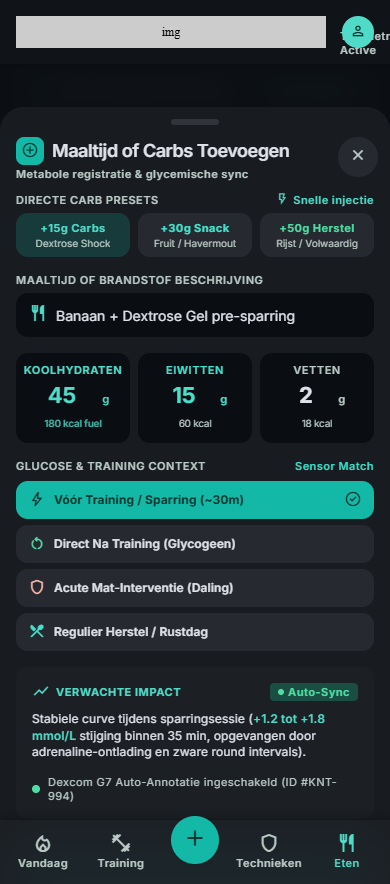 img
Active
Maaltijd of Carbs Toevoegen
Metabole registratie & glycemische sync
DIRECTE CARB PRESETS
Snelle injectie
+15g Carbs
Dextrose Shock
+30g Snack
Fruit / Havermout
+50g Herstel
Rijst / Volwaardig
MAALTIJD OF BRANDSTOF BESCHRIJVING
Banaan + Dextrose Gel pre-sparring
KOOLHYDRATEN
45 g
180 kcal fuel
EIWITTEN
15 g
60 kcal
VETTEN
2 g
18 kcal
GLUCOSE & TRAINING CONTEXT
Sensor Match
Vóór Training / Sparring (~30m)
Direct Na Training (Glycogeen)
Acute Mat-Interventie (Daling)
Regulier Herstel / Rustdag
VERWACHTE IMPACT
Auto-Sync
Stabiele curve tijdens sparringsessie (+1.2 tot +1.8
mmol/L stijging binnen 35 min, opgevangen door
adrenaline-ontlading en zware round intervals).
Dexcom G7 Auto-Annotatie ingeschakeld (ID #KNT-
994)
Vandaag
Training
Technieken
Eten